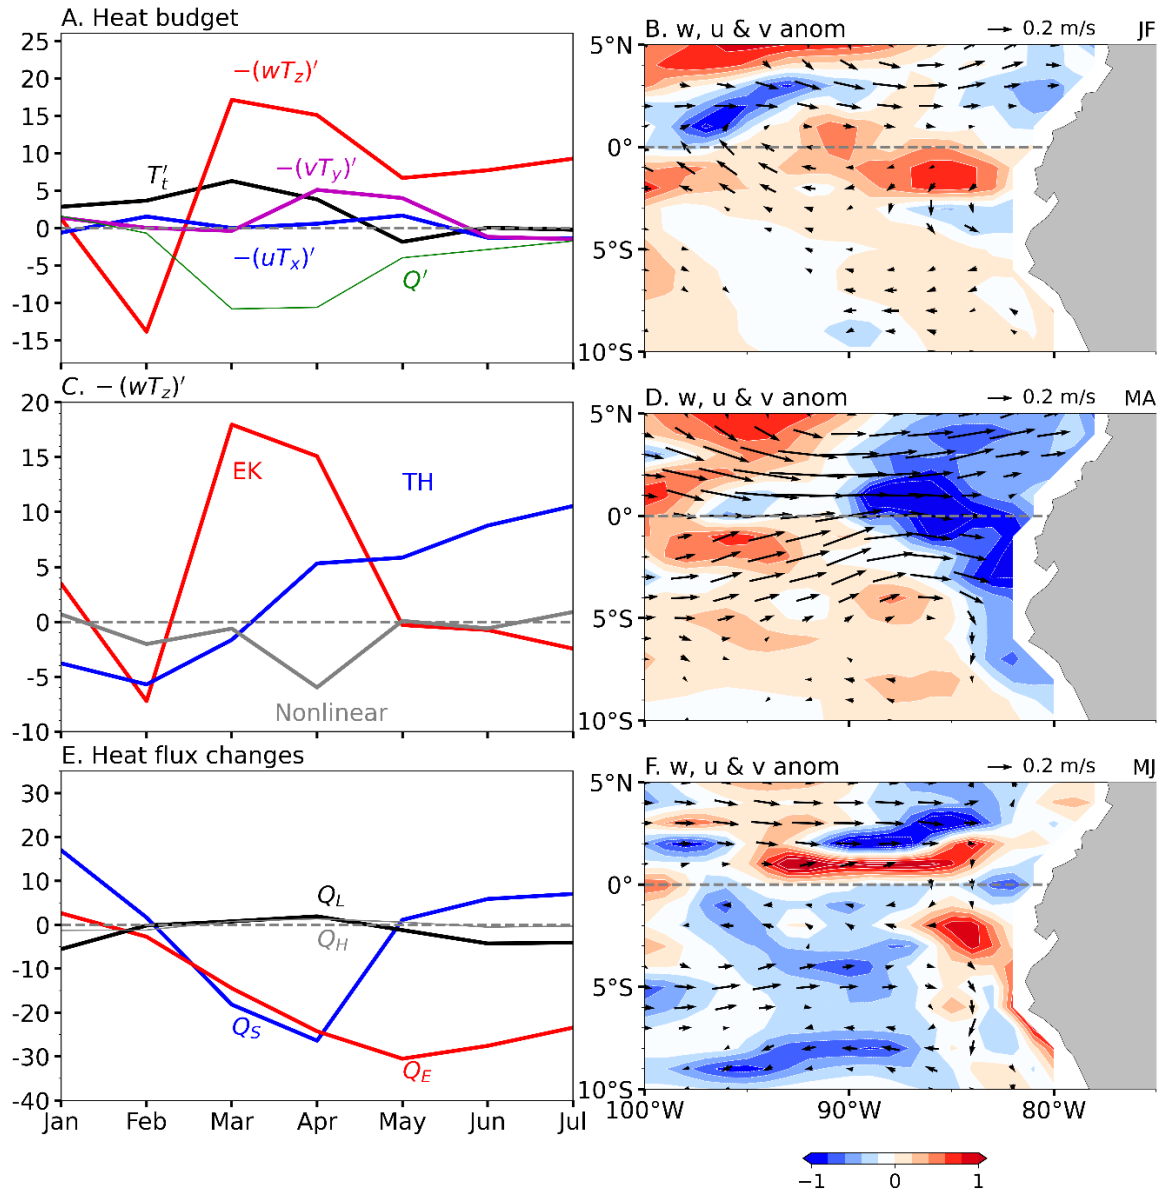 A. Heat budget
25
20
15
10
5
0
-5
-10
-15
−(wT_z)′
T′_t
−(vT_y)′
−(uT_x)′
Q′
B. w, u & v anom
0.2 m/s
JF
5°N
0°
5°S
10°S
C. − (wT_z)′
20
15
10
5
0
-5
-10
EK
TH
Nonlinear
D. w, u & v anom
0.2 m/s
MA
5°N
0°
5°S
10°S
E. Heat flux changes
30
20
10
0
-10
-20
-30
-40
Q_L
Q_H
Q_S
Q_E
Jan Feb Mar Apr May Jun Jul
F. w, u & v anom
0.2 m/s
MJ
5°N
0°
5°S
10°S
100°W 90°W 80°W
−1 0 1